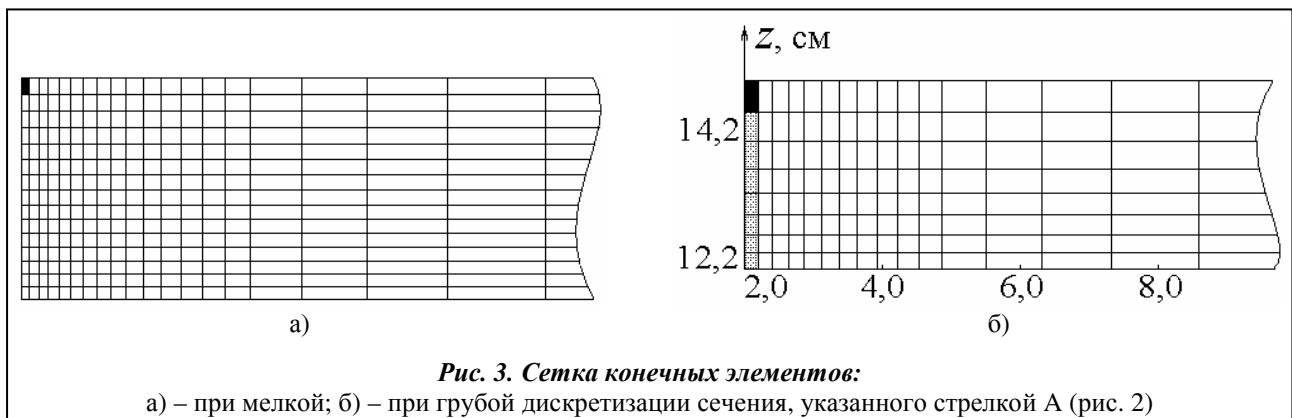 z, см
14,2
12,2
2,0 4,0 6,0 8,0
а) б)
Рис. 3. Сетка конечных элементов:
а) – при мелкой; б) – при грубой дискретизации сечения, указанного стрелкой А (рис. 2)